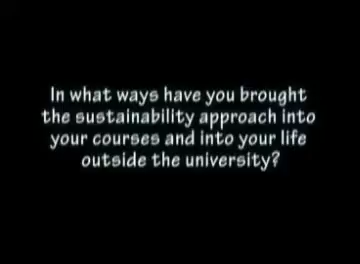 In what ways have you brought
the sustainability approach into
your courses and into your life
outside the university?